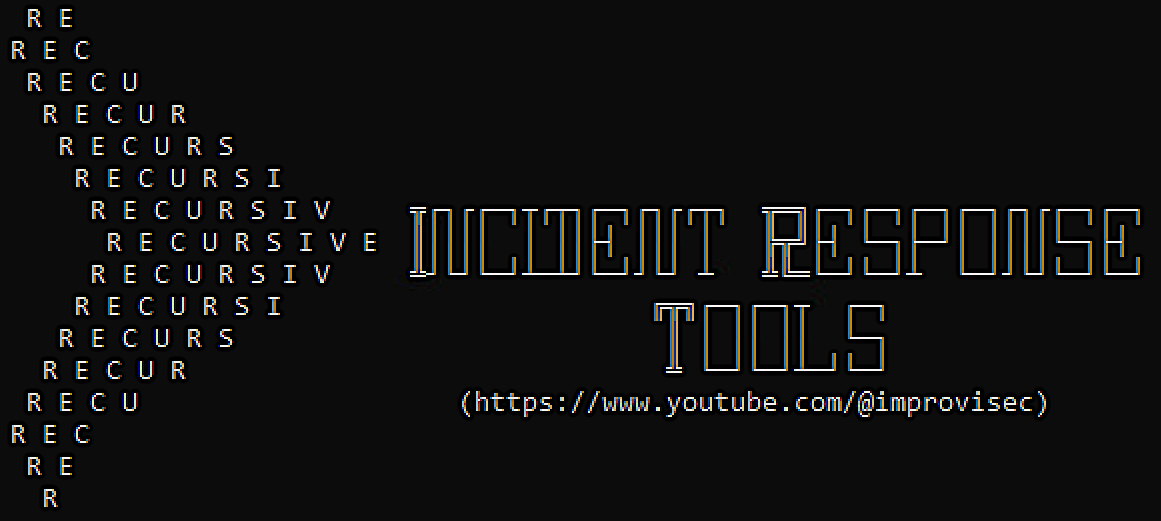 R E
R E C
R E C U
R E C U R
R E C U R S
R E C U R S I
R E C U R S I V
R E C U R S I V E
INCIDENT RESPONSE
R E C U R S I V
R E C U R S I
TOOLS
R E C U R S
R E C U R
R E C U
(https://www.youtube.com/@improvisec)
R E C
R E
R